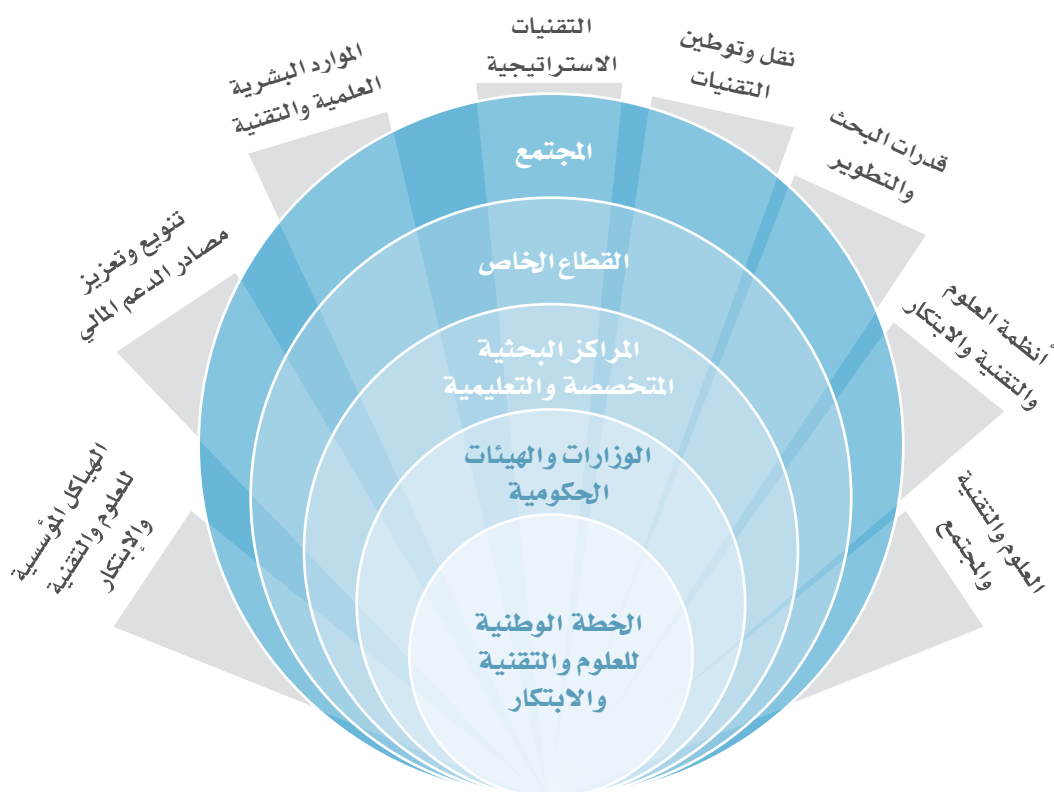 التقنيات
الاستراتيجية
نقل وتوطين
التقنيات
قدرات البحث
والتطوير
أنظمة العلوم
والتقنية والابتكار
العلوم والتقنية
والمجتمع
الموارد البشرية
العلمية والتقنية
تنويع وتعزيز
مصادر الدعم المالي
الهياكل المؤسسية
للعلوم والتقنية
والإبتكار
المجتمع
القطاع الخاص
المراكز البحثية
المتخصصة والتعليمية
الوزارات والهيئات
الحكومية
الخطة الوطنية
للعلوم والتقنية
والابتكار